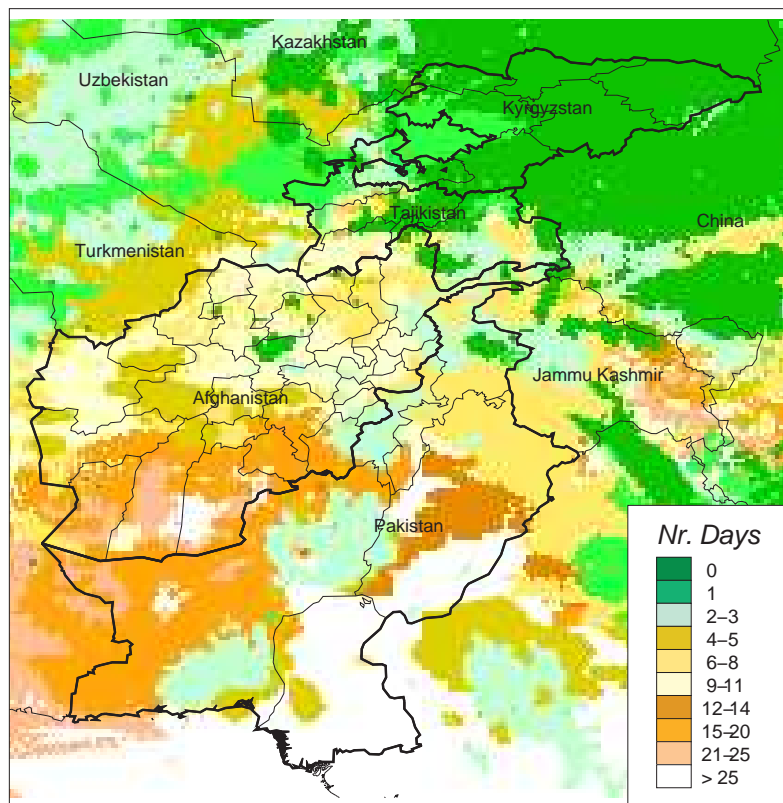 Kazakhstan
Uzbekistan
Kyrgyzstan
Tajikistan
China
Turkmenistan
Jammu Kashmir
Afghanistan
Pakistan
Nr. Days
0
1
2–3
4–5
6–8
9–11
12–14
15–20
21–25
> 25